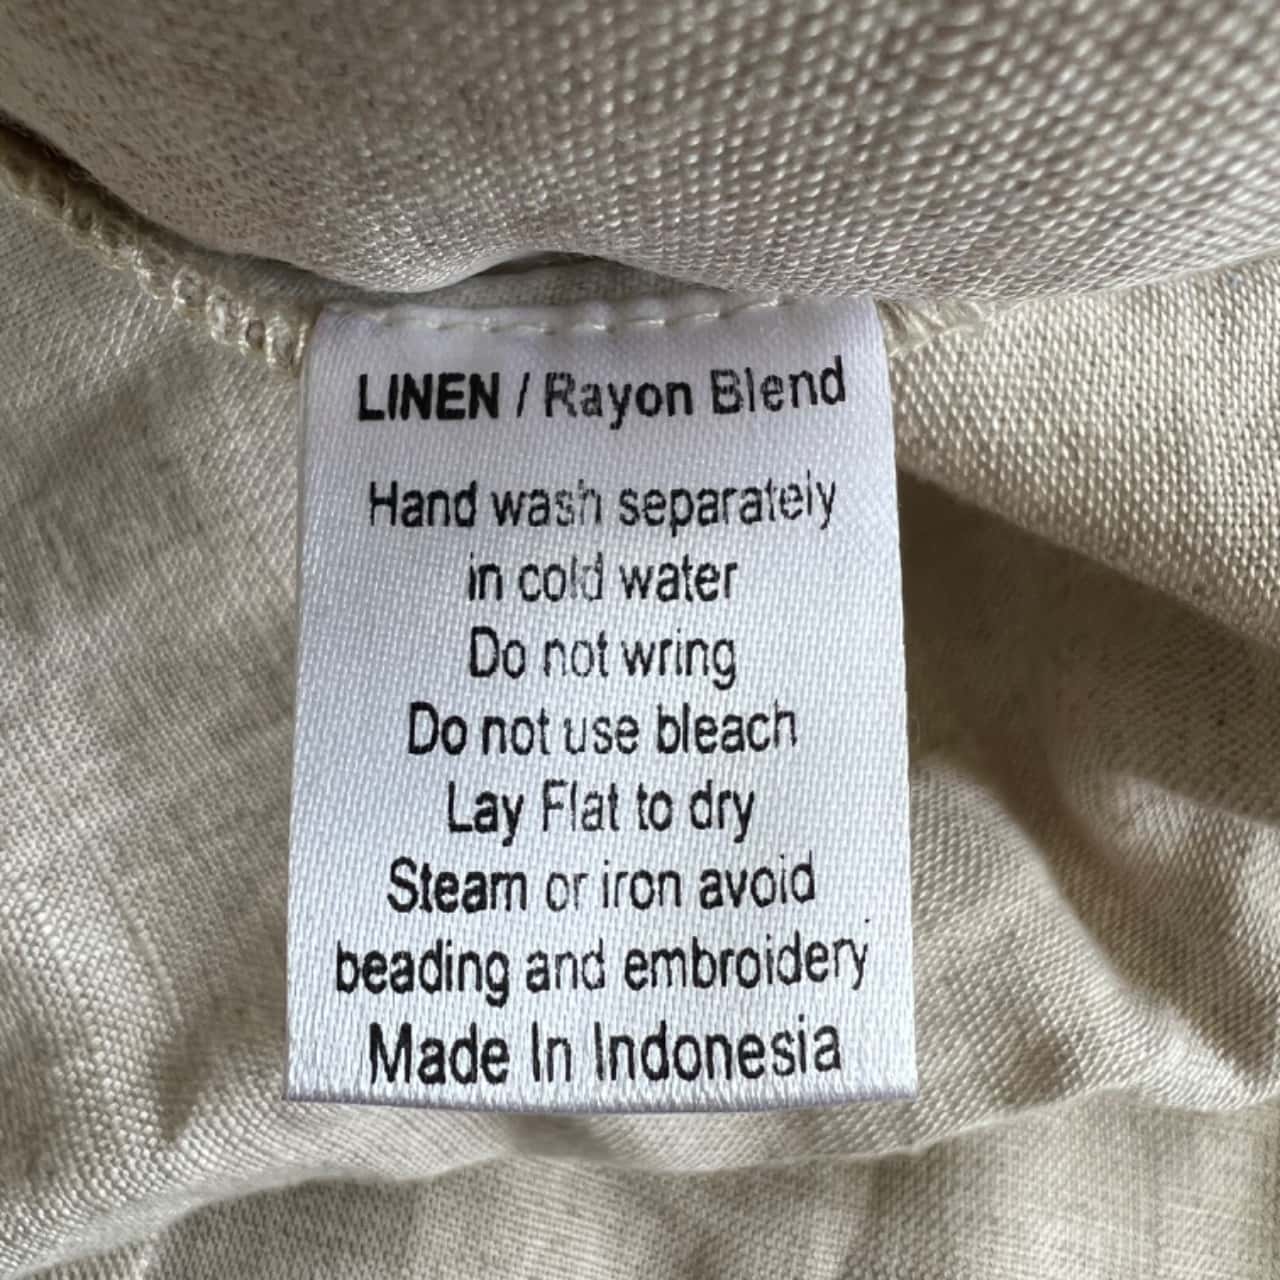 LINEN / Rayon Blend
Hand wash separately
in cold water
Do not wring
Do not use bleach
Lay Flat to dry
Steam or iron avoid
beading and embroidery
Made In Indonesia